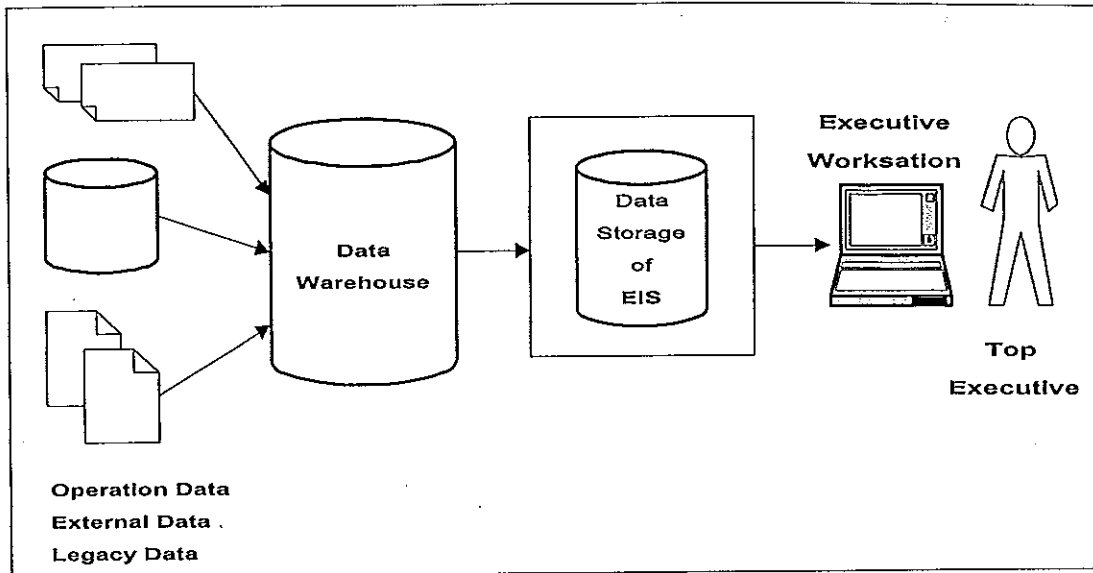 Data
Warehouse
Data
Storage
of
EIS
Executive
Worksation
Top
Executive
Operation Data
External Data
Legacy Data